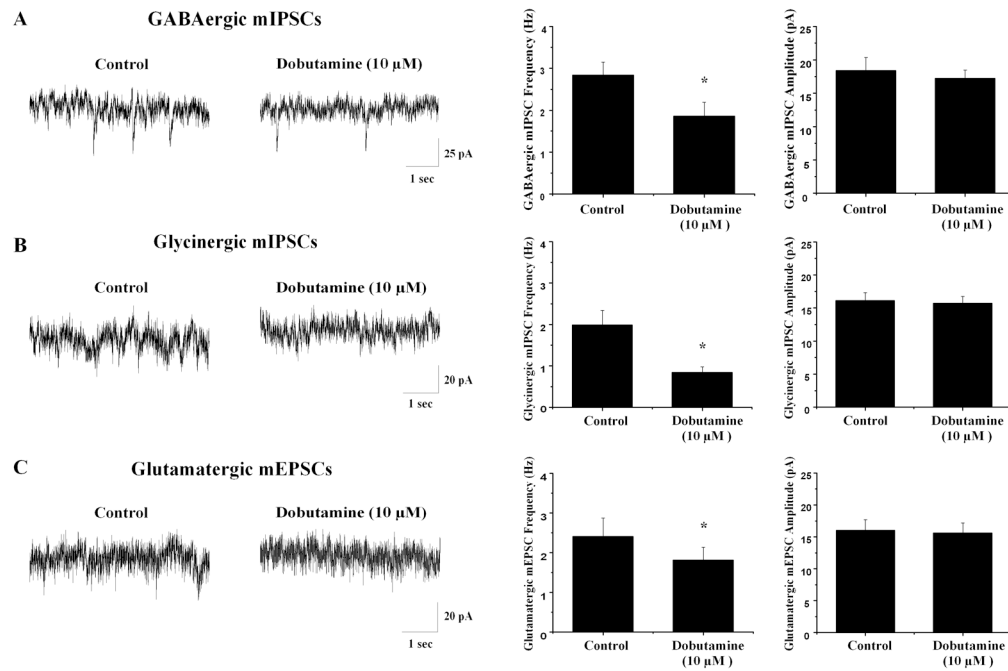 A
GABAergic mIPSCs
Control
Dobutamine (10 µM)
25 pA
1 sec
GABAergic mIPSC Frequency (Hz)
4
3
2
1
0
Control
Dobutamine
(10 µM )
*
GABAergic mIPSC Amplitude (pA)
25
20
15
10
5
0
Control
Dobutamine
(10 µM )
B
Glycinergic mIPSCs
Control
Dobutamine (10 µM)
20 pA
1 sec
Glycinergic mIPSC Frequency (Hz)
4
3
2
1
0
Control
Dobutamine
(10 µM )
*
Glycinergic mIPSC Amplitude (pA)
25
20
15
10
5
0
Control
Dobutamine
(10 µM )
C
Glutamatergic mEPSCs
Control
Dobutamine (10 µM)
20 pA
1 sec
Glutamatergic mEPSC Frequency (Hz)
4
3
2
1
0
Control
Dobutamine
(10 µM )
*
Glutamatergic mEPSC Amplitude (pA)
25
20
15
10
5
0
Control
Dobutamine
(10 µM )